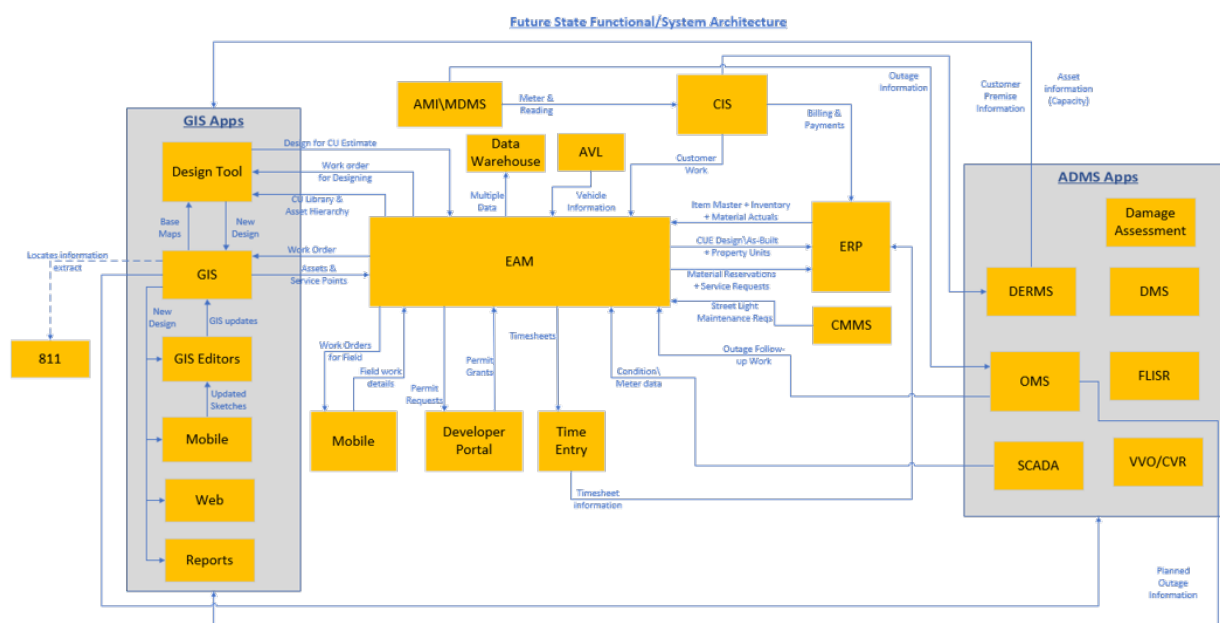 Future State Functional/System Architecture
Outage
Information
Customer
Premise
Information
Asset
information
(Capacity)
AMI\MDMS
Meter &
Reading
CIS
Billing &
Payments
GIS Apps
Design for CU Estimate
Data
Warehouse
AVL
Customer
Work
Design Tool
Work order
for Designing
ADMS Apps
CU Library &
Asset Hierarchy
Multiple
Data
Vehicle
Information
Item Master + Inventory
+ Material Actuals
Damage
Assessment
Base
Maps
New
Design
Work Order
EAM
CUE Design\As-Built
+ Property Units
ERP
Locates information
extract
GIS
Assets &
Service Points
Material Reservations
+ Service Requests
DERMS
DMS
New
Design
GIS updates
Street Light
Maintenance Reqs
CMMS
811
GIS Editors
Work Orders
for Field
Field work
details
Permit
Requests
Permit
Grants
Timesheets
Condition\
Meter data
Outage Follow-
up Work
OMS
FLISR
Updated
Sketches
Mobile
Mobile
Developer
Portal
Time
Entry
SCADA
VVO/CVR
Web
Timesheet
information
Reports
Planned
Outage
Information